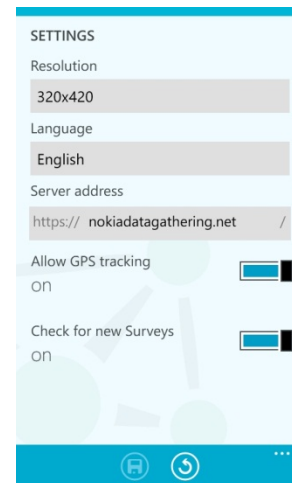 SETTINGS
Resolution
320x420
Language
English
Server address
https:// nokiadatagathering.net /
Allow GPS tracking
on
Check for new Surveys
on
...